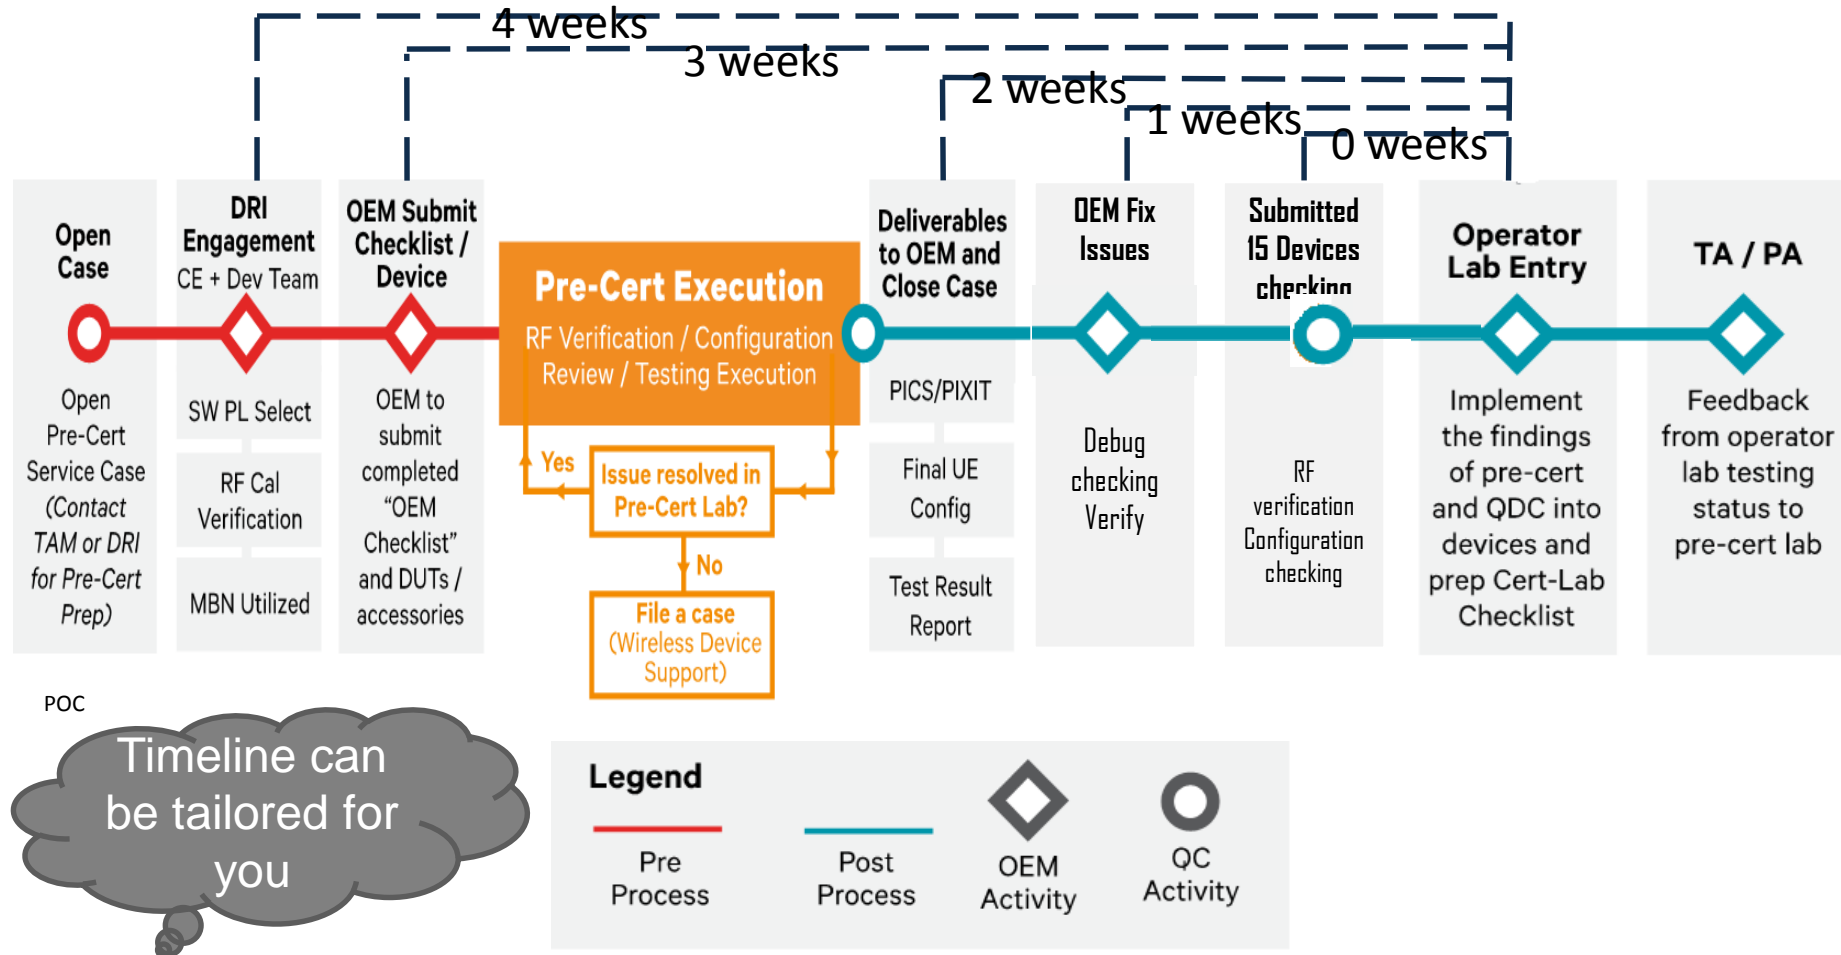 4 weeks
3 weeks
2 weeks
1 weeks
0 weeks
Open
Case
Open
Pre-Cert
Service Case
(Contact
TAM or DRI
for Pre-Cert
Prep)
DRI
Engagement
CE + Dev Team
SW PL Select
RF Cal
Verification
MBN Utilized
OEM Submit
Checklist /
Device
OEM to
submit
completed
“OEM
Checklist”
and DUTs /
accessories
Pre-Cert Execution
RF Verification / Configuration
Review / Testing Execution
Yes
Issue resolved in
Pre-Cert Lab?
No
File a case
(Wireless Device
Support)
Deliverables
to OEM and
Close Case
PICS/PIXIT
Final UE
Config
Test Result
Report
OEM Fix
Issues
Debug
checking
Verify
Submitted
15 Devices
checking
RF
verification
Configuration
checking
Operator
Lab Entry
Implement
the findings
of pre-cert
and QDC into
devices and
prep Cert-Lab
Checklist
TA / PA
Feedback
from operator
lab testing
status to
pre-cert lab
POC
Timeline can
be tailored for
you
Legend
Pre
Process
Post
Process
OEM
Activity
QC
Activity